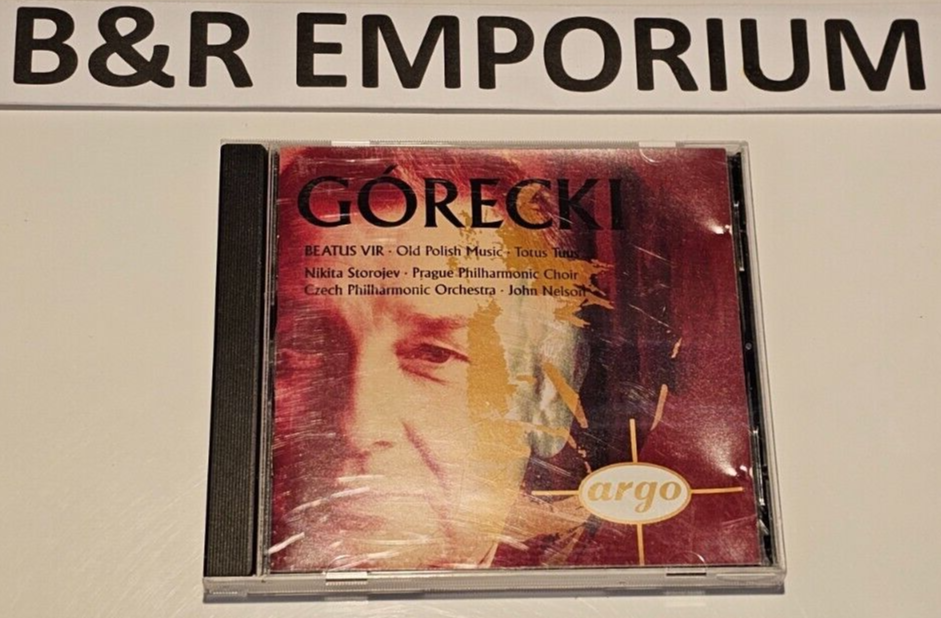 B&R EMPORIUM
GÓRECKI
BEATUS VIR · Old Polish Music · Totus Tuus
Nikita Storojev · Prague Philharmonic Choir
Czech Philharmonic Orchestra · John Nelson
argo